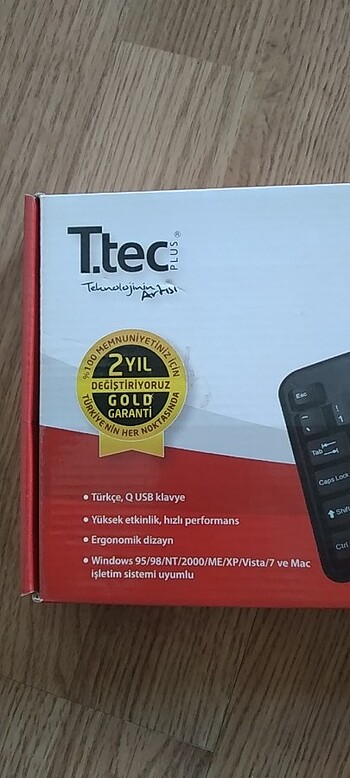 T.tec PLUS®
Teknolojinin Artısı
%100 MEMNUNİYETİNİZ İÇİN
2 YIL
DEĞİŞTİRİYORUZ
GOLD
GARANTİ
TÜRKİYE'NİN HER NOKTASINDA
• Türkçe, Q USB klavye
• Yüksek etkinlik, hızlı performans
• Ergonomik dizayn
• Windows 95/98/NT/2000/ME/XP/Vista/7 ve Mac
işletim sistemi uyumlu
Esc
! 1
Tab
Caps Lock
Shift
Ctrl